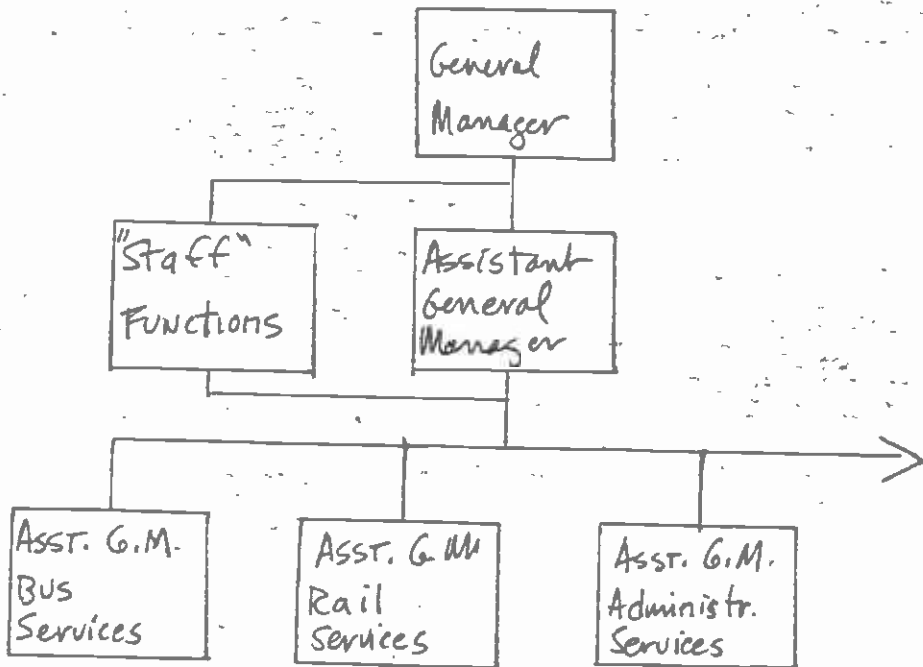 General
Manager
"Staff"
Functions
Assistant
General
Manager
Asst. G.M.
Bus
Services
Asst. G.M.
Rail
Services
Asst. G.M.
Administr.
Services